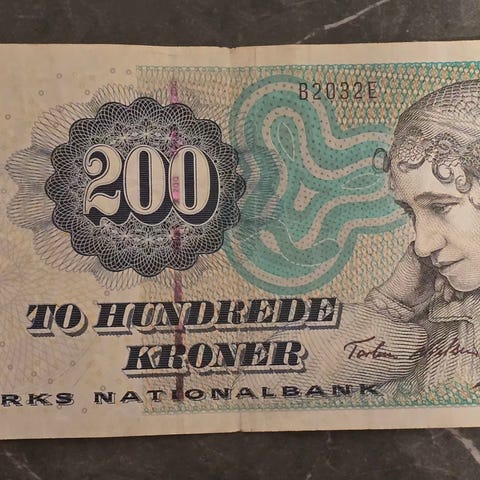 B2032E
200
TO HUNDREDE
KRONER
RKS NATIONALBANK